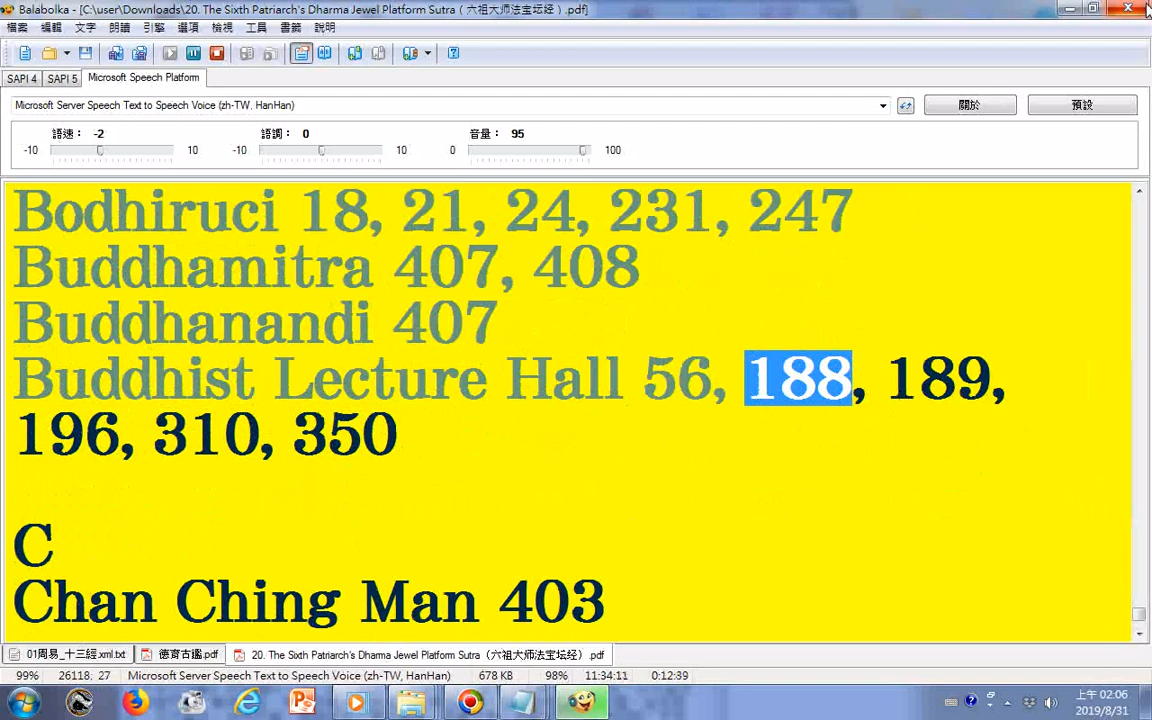 Balabolka - [C:\user\Downloads\20. The Sixth Patriarch's Dharma Jewel Platform Sutra（六祖大师法宝坛经）.pdf]
檔案 編輯 文字 朗讀 引擎 選項 檢視 工具 書籤 說明
SAPI 4 SAPI 5 Microsoft Speech Platform
Microsoft Server Speech Text to Speech Voice (zh-TW, HanHan) 關於 預設
語速： -2 語調： 0 音量： 95
-10 10 -10 10 0 100
Bodhiruci 18, 21, 24, 231, 247
Buddhamitra 407, 408
Buddhanandi 407
Buddhist Lecture Hall 56, 188, 189,
196, 310, 350
C
Chan Ching Man 403
01周易_十三經.xml.txt 德育古鑑.pdf 20. The Sixth Patriarch's Dharma Jewel Platform Sutra（六祖大师法宝坛经）.pdf
99% 26118, 27 Microsoft Server Speech Text to Speech Voice (zh-TW, HanHan) 678 KB 98% 11:34:11 0:12:39
上午 02:06
2019/8/31